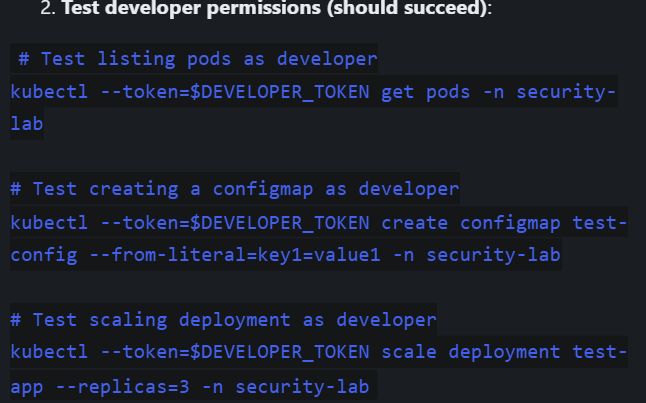 2. Test developer permissions (should succeed):
# Test listing pods as developer
kubectl --token=$DEVELOPER_TOKEN get pods -n security-
lab
# Test creating a configmap as developer
kubectl --token=$DEVELOPER_TOKEN create configmap test-
config --from-literal=key1=value1 -n security-lab
# Test scaling deployment as developer
kubectl --token=$DEVELOPER_TOKEN scale deployment test-
app --replicas=3 -n security-lab